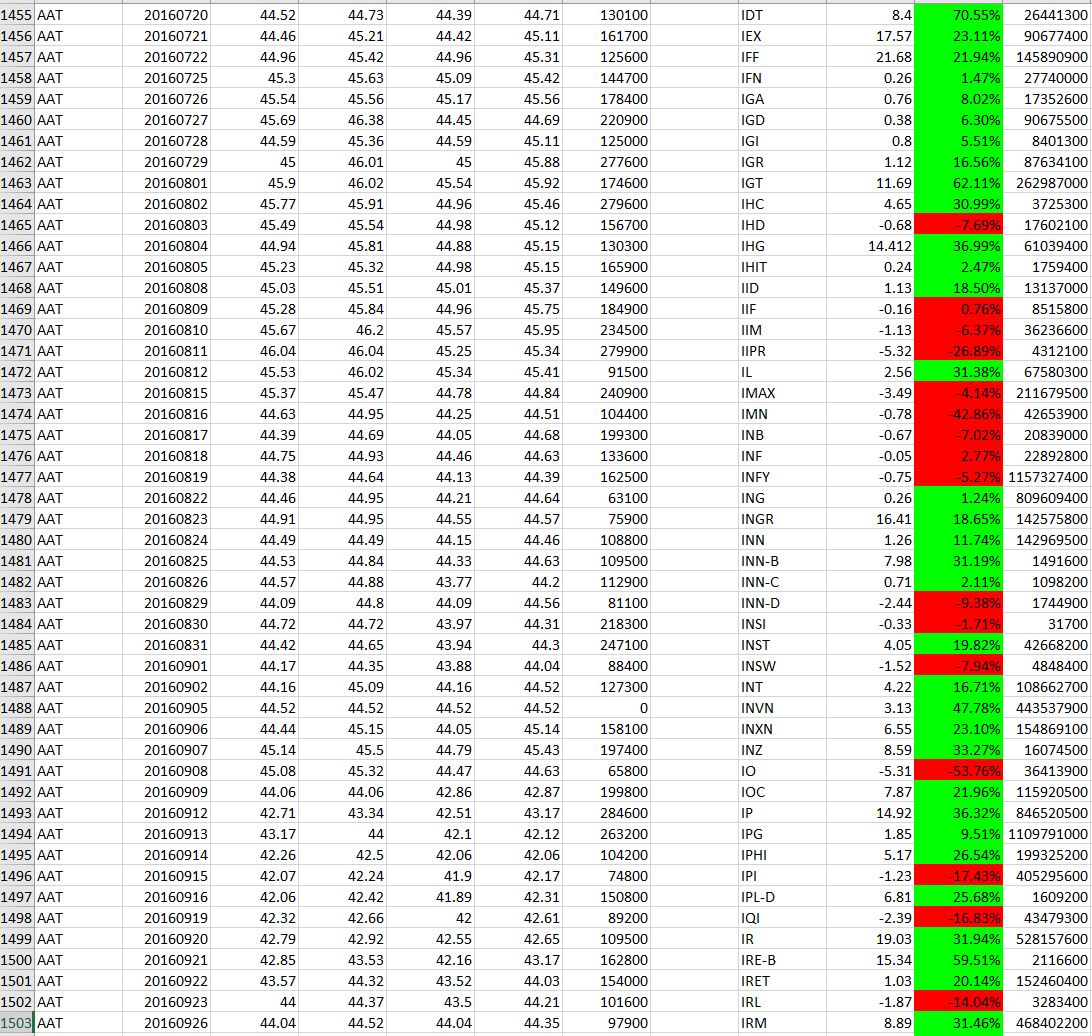 1455 AAT 20160720 44.52 44.73 44.39 44.71 130100 IDT 8.4 70.55% 26441300
1456 AAT 20160721 44.46 45.21 44.42 45.11 161700 IEX 17.57 23.11% 90677400
1457 AAT 20160722 44.96 45.42 44.96 45.31 125600 IFF 21.68 21.94% 145890900
1458 AAT 20160725 45.3 45.63 45.09 45.42 144700 IFN 0.26 1.47% 27740000
1459 AAT 20160726 45.54 45.56 45.17 45.56 178400 IGA 0.76 8.02% 17352600
1460 AAT 20160727 45.69 46.38 44.45 44.69 220900 IGD 0.38 6.30% 90675500
1461 AAT 20160728 44.59 45.36 44.59 45.11 125000 IGI 0.8 5.51% 8401300
1462 AAT 20160729 45 46.01 45 45.88 277600 IGR 1.12 16.56% 87634100
1463 AAT 20160801 45.9 46.02 45.54 45.92 174600 IGT 11.69 62.11% 262987000
1464 AAT 20160802 45.77 45.91 44.96 45.46 279600 IHC 4.65 30.99% 3725300
1465 AAT 20160803 45.49 45.54 44.98 45.12 156700 IHD -0.68 -7.69% 17602100
1466 AAT 20160804 44.94 45.81 44.88 45.15 130300 IHG 14.412 36.99% 61039400
1467 AAT 20160805 45.23 45.32 44.98 45.15 165900 IHIT 0.24 2.47% 1759400
1468 AAT 20160808 45.03 45.51 45.01 45.37 149600 IID 1.13 18.50% 13137000
1469 AAT 20160809 45.28 45.84 44.96 45.75 184900 IIF -0.16 0.76% 8515800
1470 AAT 20160810 45.67 46.2 45.57 45.95 234500 IIM -1.13 -6.37% 36236600
1471 AAT 20160811 46.04 46.04 45.25 45.34 279900 IIPR -5.32 -26.89% 4312100
1472 AAT 20160812 45.53 46.02 45.34 45.41 91500 IL 2.56 31.38% 67580300
1473 AAT 20160815 45.37 45.47 44.78 44.84 240900 IMAX -3.49 -4.14% 211679500
1474 AAT 20160816 44.63 44.95 44.25 44.51 104400 IMN -0.78 -42.86% 42653900
1475 AAT 20160817 44.39 44.69 44.05 44.68 199300 INB -0.67 -7.02% 20839000
1476 AAT 20160818 44.75 44.93 44.46 44.63 133600 INF -0.05 2.77% 22892800
1477 AAT 20160819 44.38 44.64 44.13 44.39 162500 INFY -0.75 -5.27% 1157327400
1478 AAT 20160822 44.46 44.95 44.21 44.64 63100 ING 0.26 1.24% 809609400
1479 AAT 20160823 44.91 44.95 44.55 44.57 75900 INGR 16.41 18.65% 142575800
1480 AAT 20160824 44.49 44.49 44.15 44.46 108800 INN 1.26 11.74% 142969500
1481 AAT 20160825 44.53 44.84 44.33 44.63 109500 INN-B 7.98 31.19% 1491600
1482 AAT 20160826 44.57 44.88 43.77 44.2 112900 INN-C 0.71 2.11% 1098200
1483 AAT 20160829 44.09 44.8 44.09 44.56 81100 INN-D -2.44 -9.38% 1744900
1484 AAT 20160830 44.72 44.72 43.97 44.31 218300 INSI -0.33 -1.71% 31700
1485 AAT 20160831 44.42 44.65 43.94 44.3 247100 INST 4.05 19.82% 42668200
1486 AAT 20160901 44.17 44.35 43.88 44.04 88400 INSW -1.52 -7.94% 4848400
1487 AAT 20160902 44.16 45.09 44.16 44.52 127300 INT 4.22 16.71% 108662700
1488 AAT 20160905 44.52 44.52 44.52 44.52 0 INVN 3.13 47.78% 443537900
1489 AAT 20160906 44.44 45.15 44.05 45.14 158100 INXN 6.55 23.10% 154869100
1490 AAT 20160907 45.14 45.5 44.79 45.43 197400 INZ 8.59 33.27% 16074500
1491 AAT 20160908 45.08 45.32 44.47 44.63 65800 IO -5.31 -53.76% 36413900
1492 AAT 20160909 44.06 44.06 42.86 42.87 199800 IOC 7.87 21.96% 115920500
1493 AAT 20160912 42.71 43.34 42.51 43.17 284600 IP 14.92 36.32% 846520500
1494 AAT 20160913 43.17 44 42.1 42.12 263200 IPG 1.85 9.51% 1109791000
1495 AAT 20160914 42.26 42.5 42.06 42.06 104200 IPHI 5.17 26.54% 199325200
1496 AAT 20160915 42.07 42.24 41.9 42.17 74800 IPI -1.23 -17.43% 405295600
1497 AAT 20160916 42.06 42.42 41.89 42.31 150800 IPL-D 6.81 25.68% 1609200
1498 AAT 20160919 42.32 42.66 42 42.61 89200 IQI -2.39 -16.83% 43479300
1499 AAT 20160920 42.79 42.92 42.55 42.65 109500 IR 19.03 31.94% 528157600
1500 AAT 20160921 42.85 43.53 42.16 43.17 162800 IRE-B 15.34 59.51% 2116600
1501 AAT 20160922 43.57 44.32 43.52 44.03 154000 IRET 1.03 20.14% 152460400
1502 AAT 20160923 44 44.37 43.5 44.21 101600 IRL -1.87 -14.04% 3283400
1503 AAT 20160926 44.04 44.52 44.04 44.35 97900 IRM 8.89 31.46% 468402200